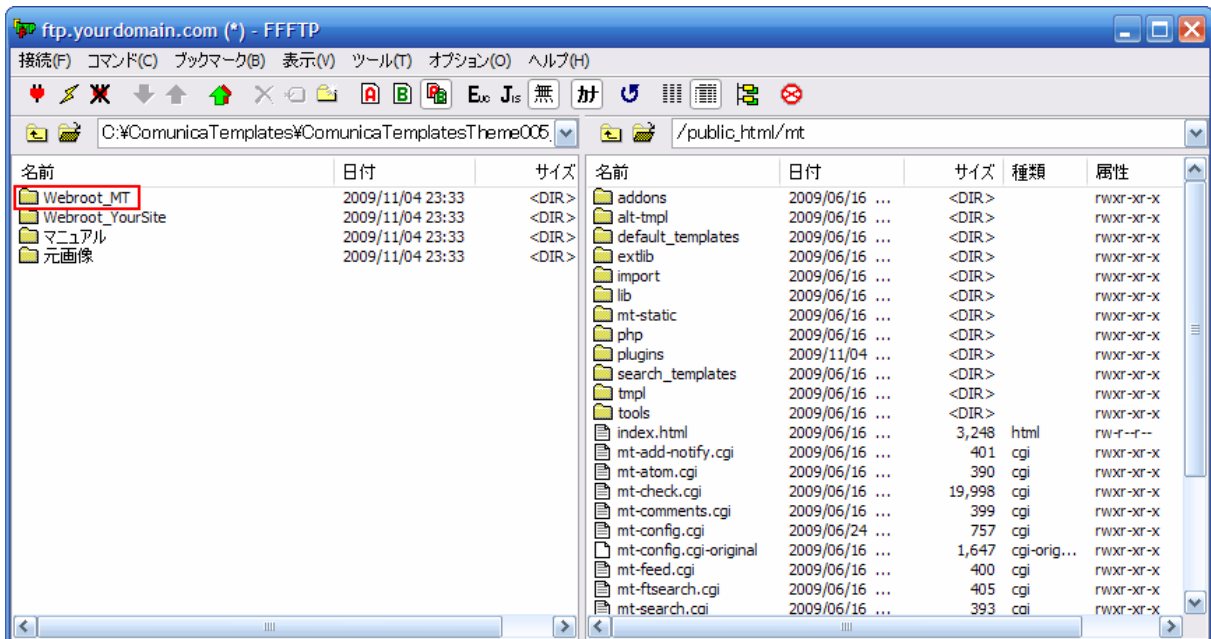 ftp.yourdomain.com (*) - FFFTP
接続(F) コマンド(C) ブックマーク(B) 表示(V) ツール(T) オプション(O) ヘルプ(H)
A B Euc JIS 無 カナ
C:¥ComunicaTemplates¥ComunicaTemplatesTheme005_ /public_html/mt
名前 日付 サイズ
Webroot_MT 2009/11/04 23:33 <DIR>
Webroot_YourSite 2009/11/04 23:33 <DIR>
マニュアル 2009/11/04 23:33 <DIR>
元画像 2009/11/04 23:33 <DIR>
名前 日付 サイズ 種類 属性
addons 2009/06/16 ... <DIR> rwxr-xr-x
alt-tmpl 2009/06/16 ... <DIR> rwxr-xr-x
default_templates 2009/06/16 ... <DIR> rwxr-xr-x
extlib 2009/06/16 ... <DIR> rwxr-xr-x
import 2009/06/16 ... <DIR> rwxr-xr-x
lib 2009/06/16 ... <DIR> rwxr-xr-x
mt-static 2009/06/16 ... <DIR> rwxr-xr-x
php 2009/06/16 ... <DIR> rwxr-xr-x
plugins 2009/11/04 ... <DIR> rwxr-xr-x
search_templates 2009/06/16 ... <DIR> rwxr-xr-x
tmpl 2009/06/16 ... <DIR> rwxr-xr-x
tools 2009/06/16 ... <DIR> rwxr-xr-x
index.html 2009/06/16 ... 3,248 html rw-r--r--
mt-add-notify.cgi 2009/06/16 ... 401 cgi rwxr-xr-x
mt-atom.cgi 2009/06/16 ... 390 cgi rwxr-xr-x
mt-check.cgi 2009/06/16 ... 19,998 cgi rwxr-xr-x
mt-comments.cgi 2009/06/16 ... 399 cgi rwxr-xr-x
mt-config.cgi 2009/06/24 ... 757 cgi rwxr-xr-x
mt-config.cgi-original 2009/06/16 ... 1,647 cgi-orig... rwxr-xr-x
mt-feed.cgi 2009/06/16 ... 400 cgi rwxr-xr-x
mt-ftsearch.cgi 2009/06/16 ... 405 cgi rwxr-xr-x
mt-search.cgi 2009/06/16 ... 393 cgi rwxr-xr-x